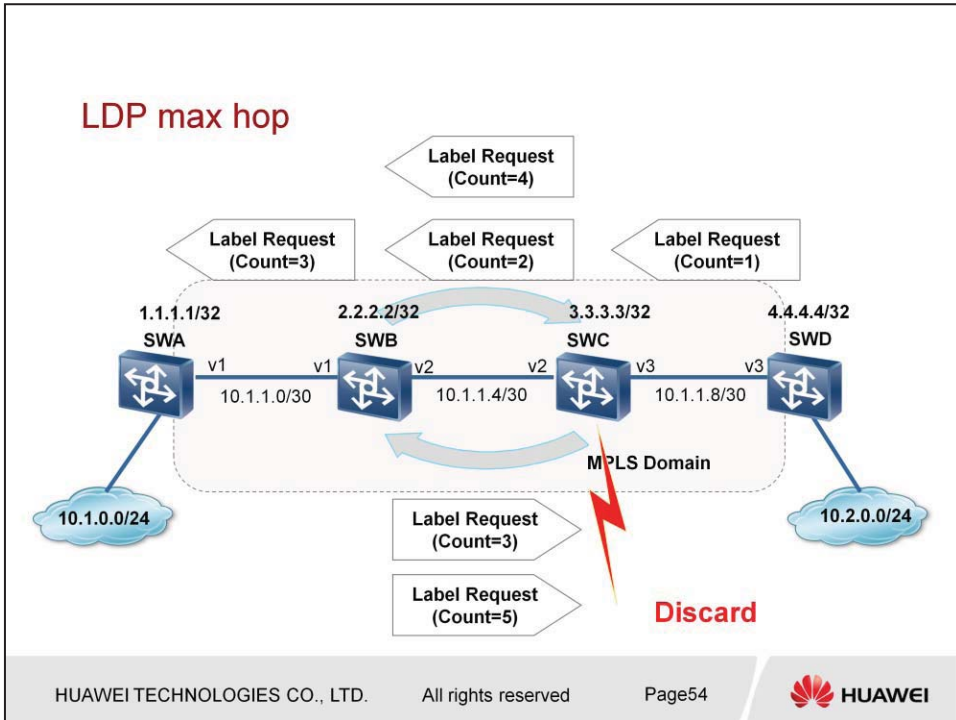 LDP max hop
Label Request
(Count=4)
Label Request
(Count=3)
Label Request
(Count=2)
Label Request
(Count=1)
1.1.1.1/32
2.2.2.2/32
3.3.3.3/32
4.4.4.4/32
SWA
SWB
SWC
SWD
v1
v1
v2
v2
v3
v3
10.1.1.0/30
10.1.1.4/30
10.1.1.8/30
MPLS Domain
10.1.0.0/24
10.2.0.0/24
Label Request
(Count=3)
Label Request
(Count=5)
Discard
HUAWEI TECHNOLOGIES CO., LTD.
All rights reserved
Page54
HUAWEI